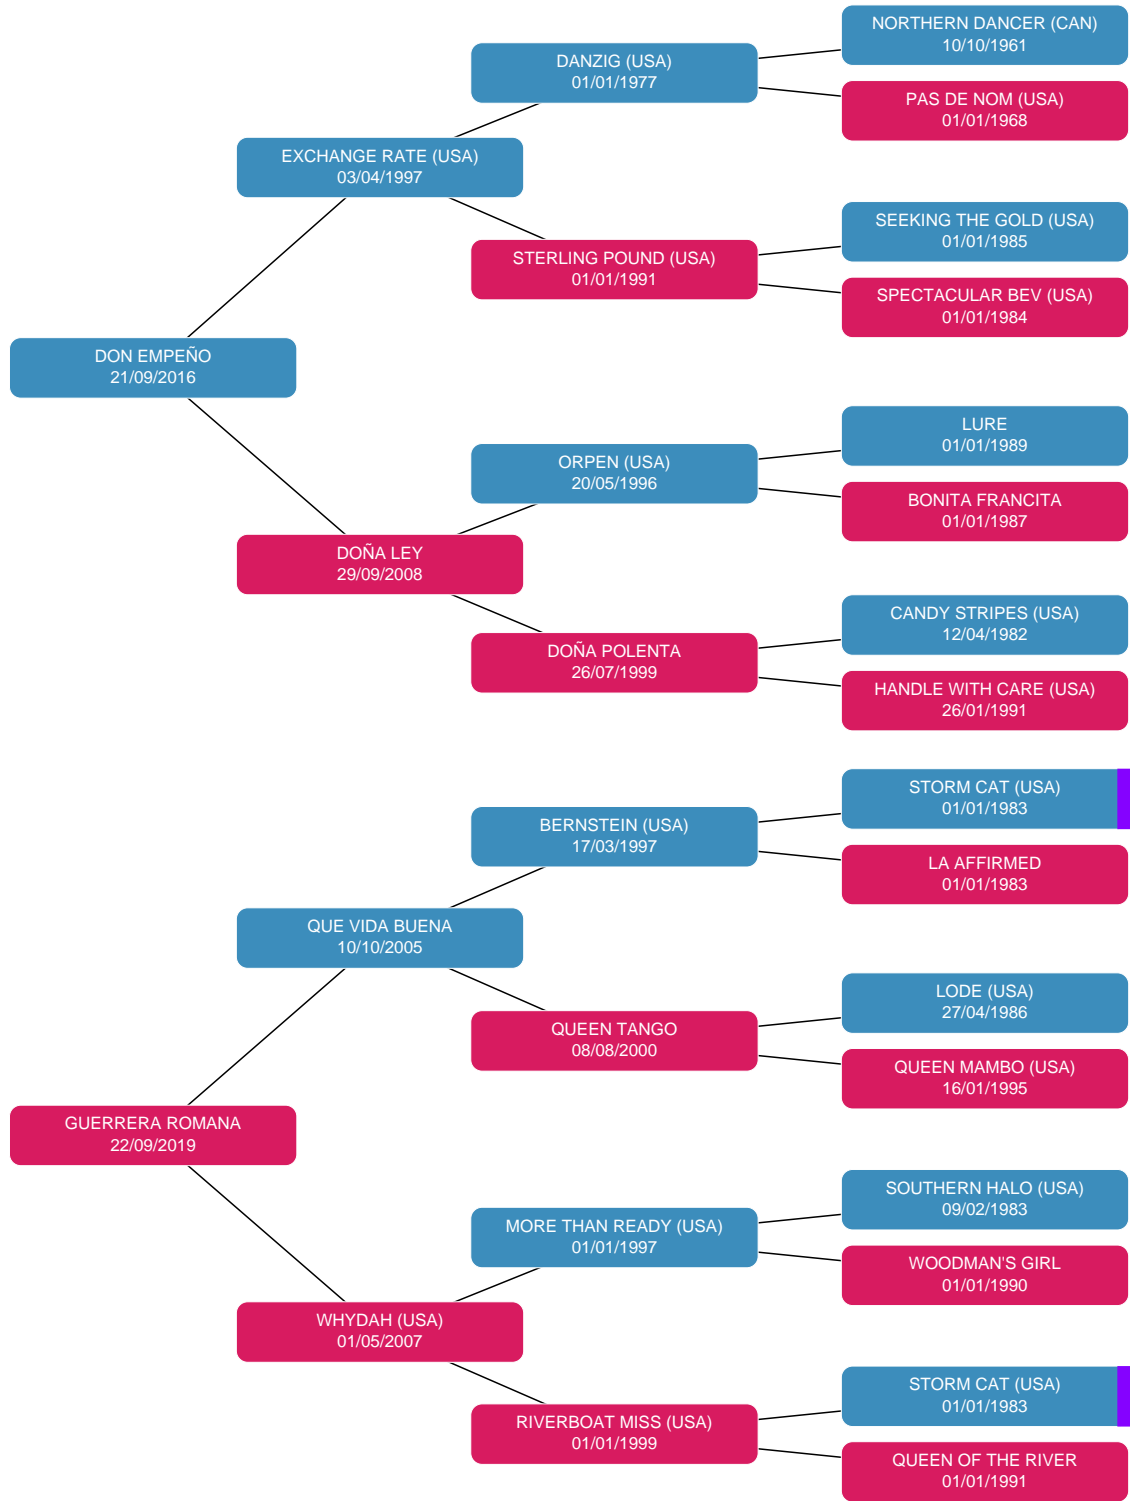 NORTHERN DANCER (CAN)
10/10/1961
DANZIG (USA)
01/01/1977
PAS DE NOM (USA)
01/01/1968
EXCHANGE RATE (USA)
03/04/1997
SEEKING THE GOLD (USA)
01/01/1985
STERLING POUND (USA)
01/01/1991
SPECTACULAR BEV (USA)
01/01/1984
DON EMPEÑO
21/09/2016
LURE
01/01/1989
ORPEN (USA)
20/05/1996
BONITA FRANCITA
01/01/1987
DOÑA LEY
29/09/2008
CANDY STRIPES (USA)
12/04/1982
DOÑA POLENTA
26/07/1999
HANDLE WITH CARE (USA)
26/01/1991
STORM CAT (USA)
01/01/1983
BERNSTEIN (USA)
17/03/1997
LA AFFIRMED
01/01/1983
QUE VIDA BUENA
10/10/2005
LODE (USA)
27/04/1986
QUEEN TANGO
08/08/2000
QUEEN MAMBO (USA)
16/01/1995
GUERRERA ROMANA
22/09/2019
SOUTHERN HALO (USA)
09/02/1983
MORE THAN READY (USA)
01/01/1997
WOODMAN'S GIRL
01/01/1990
WHYDAH (USA)
01/05/2007
STORM CAT (USA)
01/01/1983
RIVERBOAT MISS (USA)
01/01/1999
QUEEN OF THE RIVER
01/01/1991